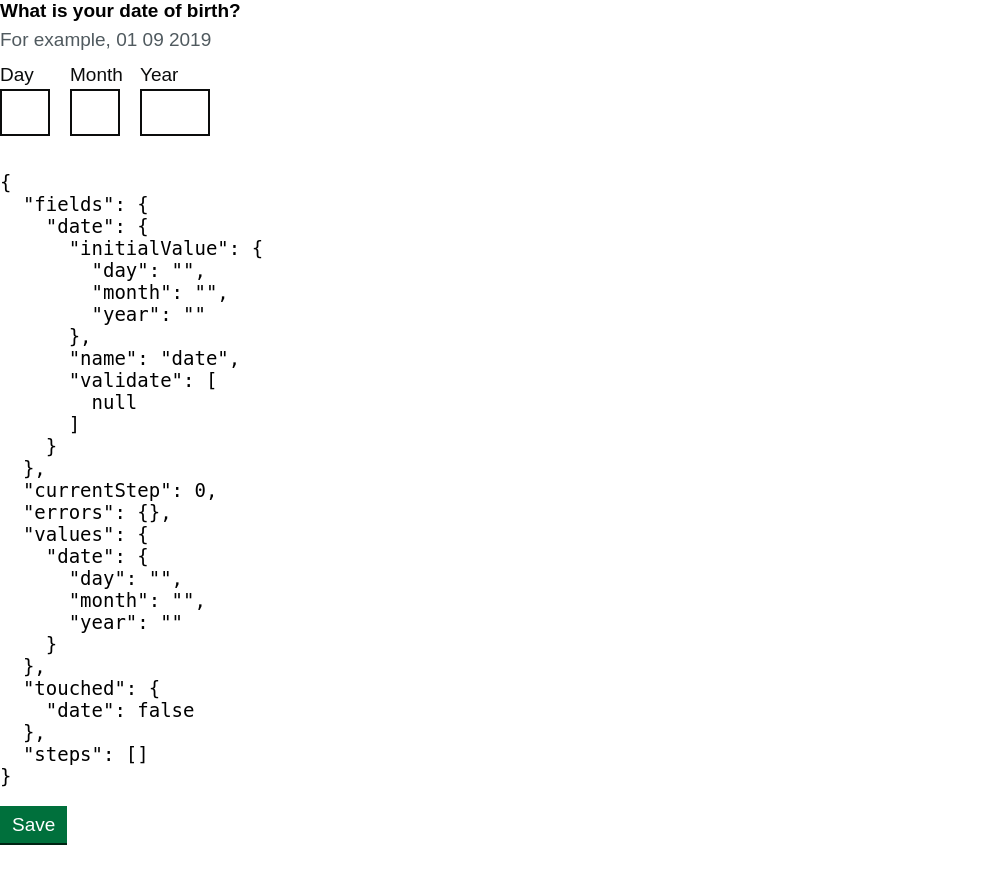 What is your date of birth?
For example, 01 09 2019
Day Month Year
{
  "fields": {
    "date": {
      "initialValue": {
        "day": "",
        "month": "",
        "year": ""
      },
      "name": "date",
      "validate": [
        null
      ]
    }
  },
  "currentStep": 0,
  "errors": {},
  "values": {
    "date": {
      "day": "",
      "month": "",
      "year": ""
    }
  },
  "touched": {
    "date": false
  },
  "steps": []
}
Save